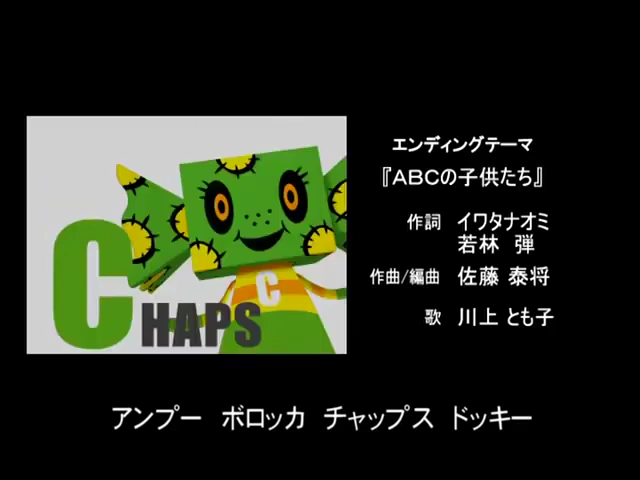 エンディングテーマ
『ABCの子供たち』
作詞 イワタナオミ
若林 弾
作曲/編曲 佐藤 泰将
歌 川上 とも子
C
CHAPS
アンプー ボロッカ チャップス ドッキー